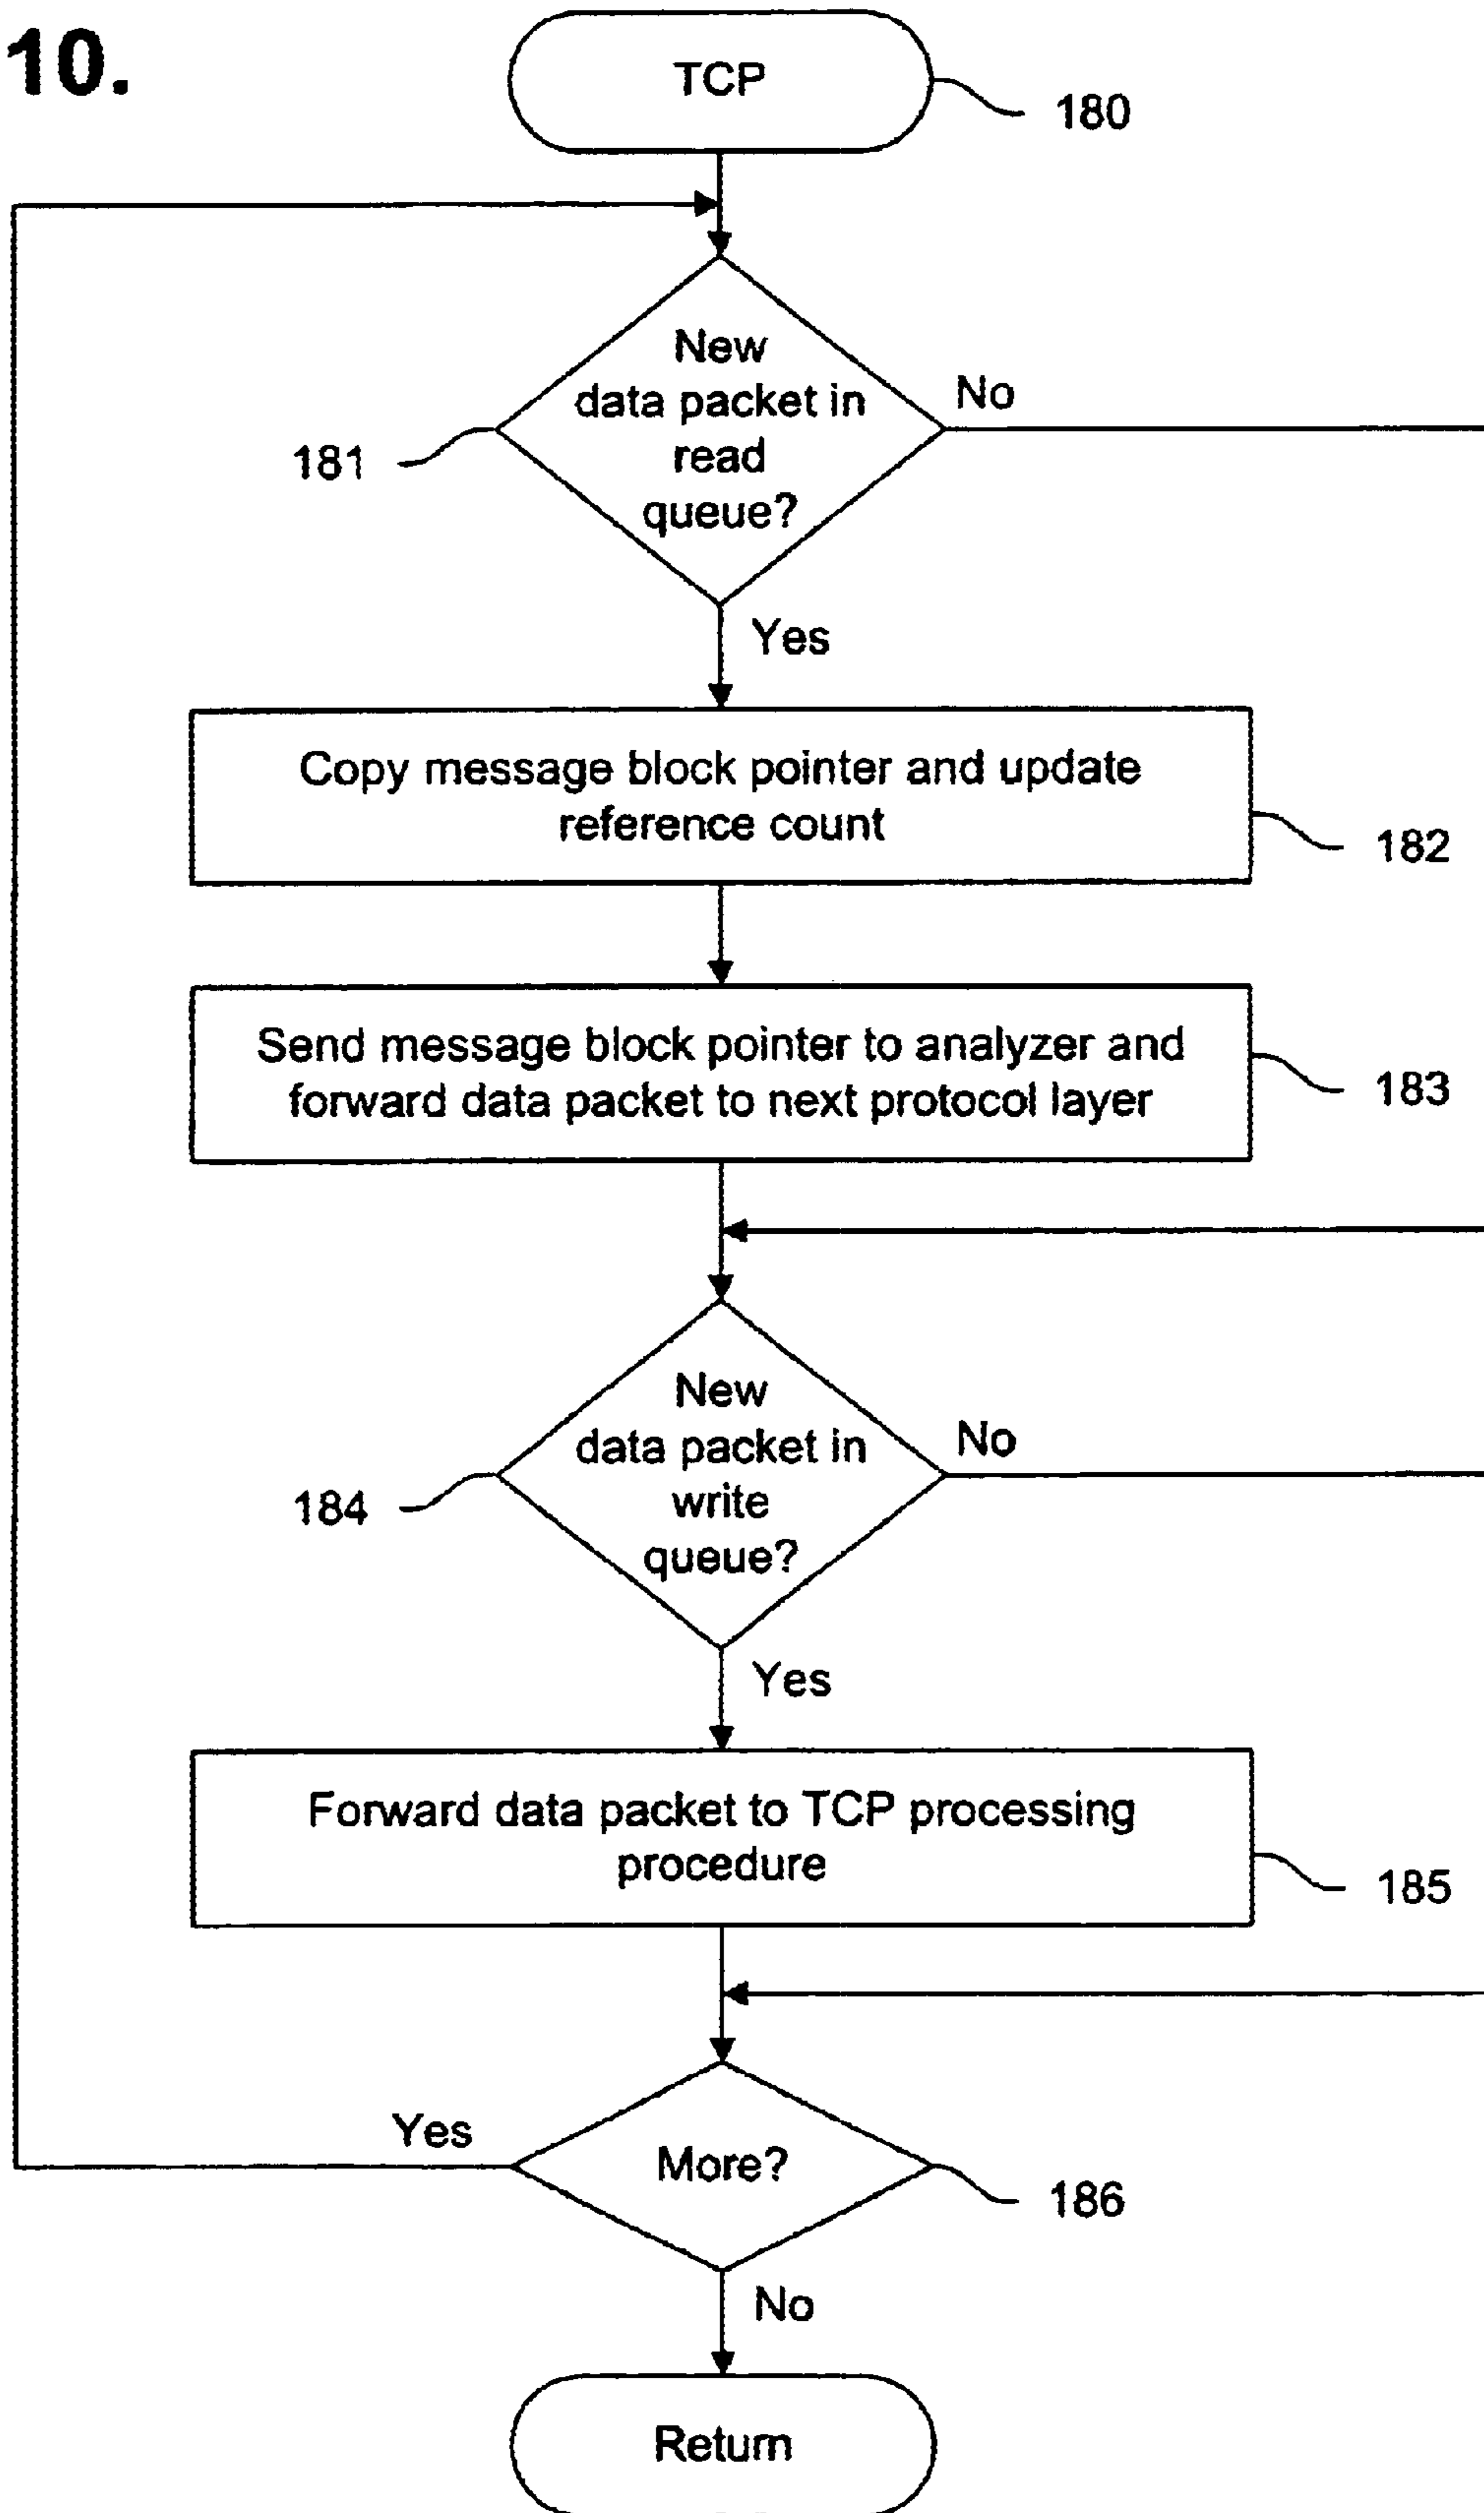 10.
TCP
180
New
data packet in
read
queue?
No
181
Yes
Copy message block pointer and update
reference count
182
Send message block pointer to analyzer and
forward data packet to next protocol layer
183
New
data packet in
write
queue?
No
184
Yes
Forward data packet to TCP processing
procedure
185
Yes
More?
186
No
Return